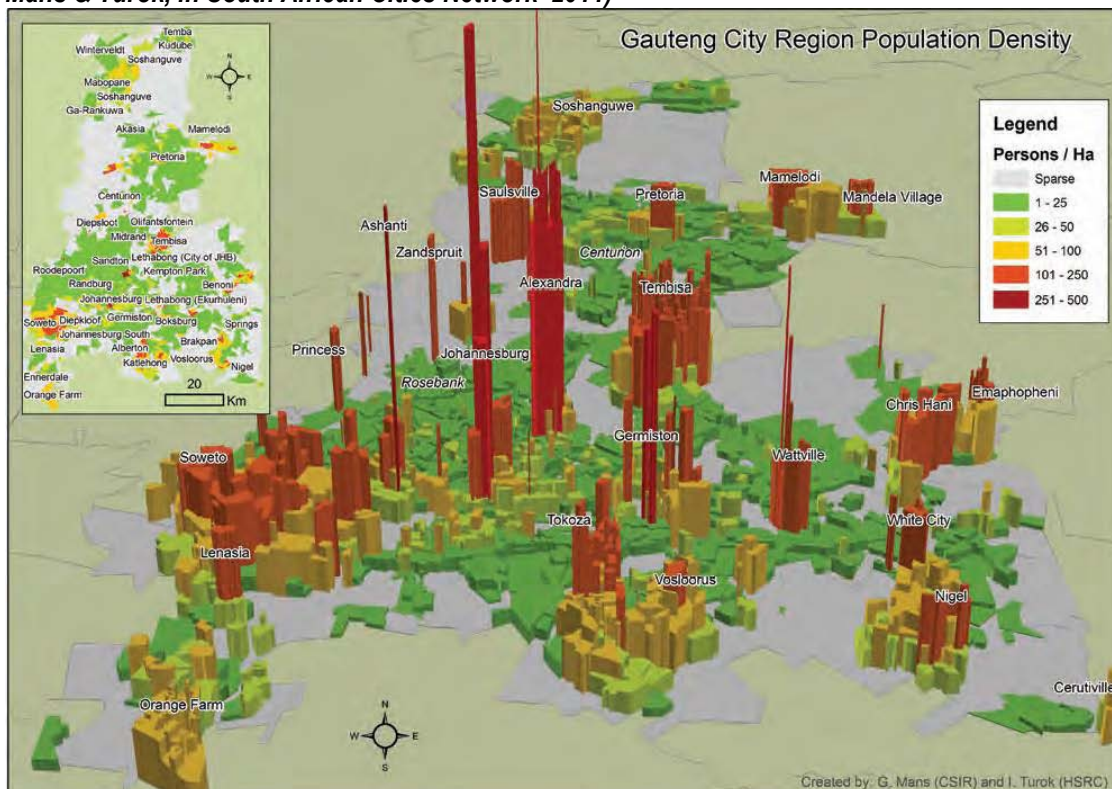 Mans & Turok, in South African Cities Network 2014)
Gauteng City Region Population Density
Temba
Kudube
Winterveldt
Soshanguve
Mabopane
Soshanguve
Ga-Rankuwa
Akasia
Mamelodi
Pretoria
Centurion
Diepsloot
Olifantsfontein
Midrand
Tembisa
Sandton
Lethabong (City of JHB)
Roodepoort
Kempton Park
Randburg
Benoni
Johannesburg
Lethabong (Ekurhuleni)
Soweto
Diepkloof
Germiston
Boksburg
Springs
Johannesburg South
Lenasia
Alberton
Brakpan
Katlehong
Vosloorus
Nigel
Ennerdale
Orange Farm
20
Km
N
W
E
S
Legend
Persons / Ha
Sparse
1 - 25
26 - 50
51 - 100
101 - 250
251 - 500
Soshanguwe
Saulsville
Pretoria
Mamelodi
Mandela Village
Ashanti
Zandspruit
Centurion
Alexandra
Tembisa
Princess
Johannesburg
Rosebank
Chris Hani
Emaphopheni
Germiston
Soweto
Wattville
Tokoza
White City
Lenasia
Vosloorus
Nigel
Orange Farm
Cerutiville
N
W
E
S
Created by: G. Mans (CSIR) and I. Turok (HSRC)